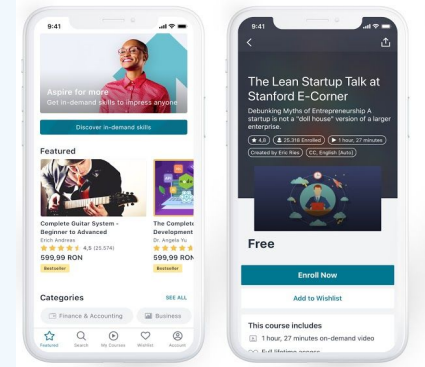 9:41
Aspire for more
Get in-demand skills to impress anyone
Discover in-demand skills
Featured
Complete Guitar System -
Beginner to Advanced
Erich Andreas
4,5 (25.574)
599,99 RON
Bestseller
The Complete
Development
Dr. Angela Yu
599,99 RON
Bestseller
Categories
SEE ALL
Finance & Accounting
Business
Featured
Search
My Courses
Wishlist
Account
9:41
The Lean Startup Talk at
Stanford E-Corner
Debunking Myths of Entrepreneurship A
startup is not a "doll house" version of a larger
enterprise.
4,8
25.318 Enrolled
1 hour, 27 minutes
Created by Eric Ries
CC, English (Auto)
Free
Enroll Now
Add to Wishlist
This course includes
1 hour, 27 minutes on-demand video
Full lifetime access